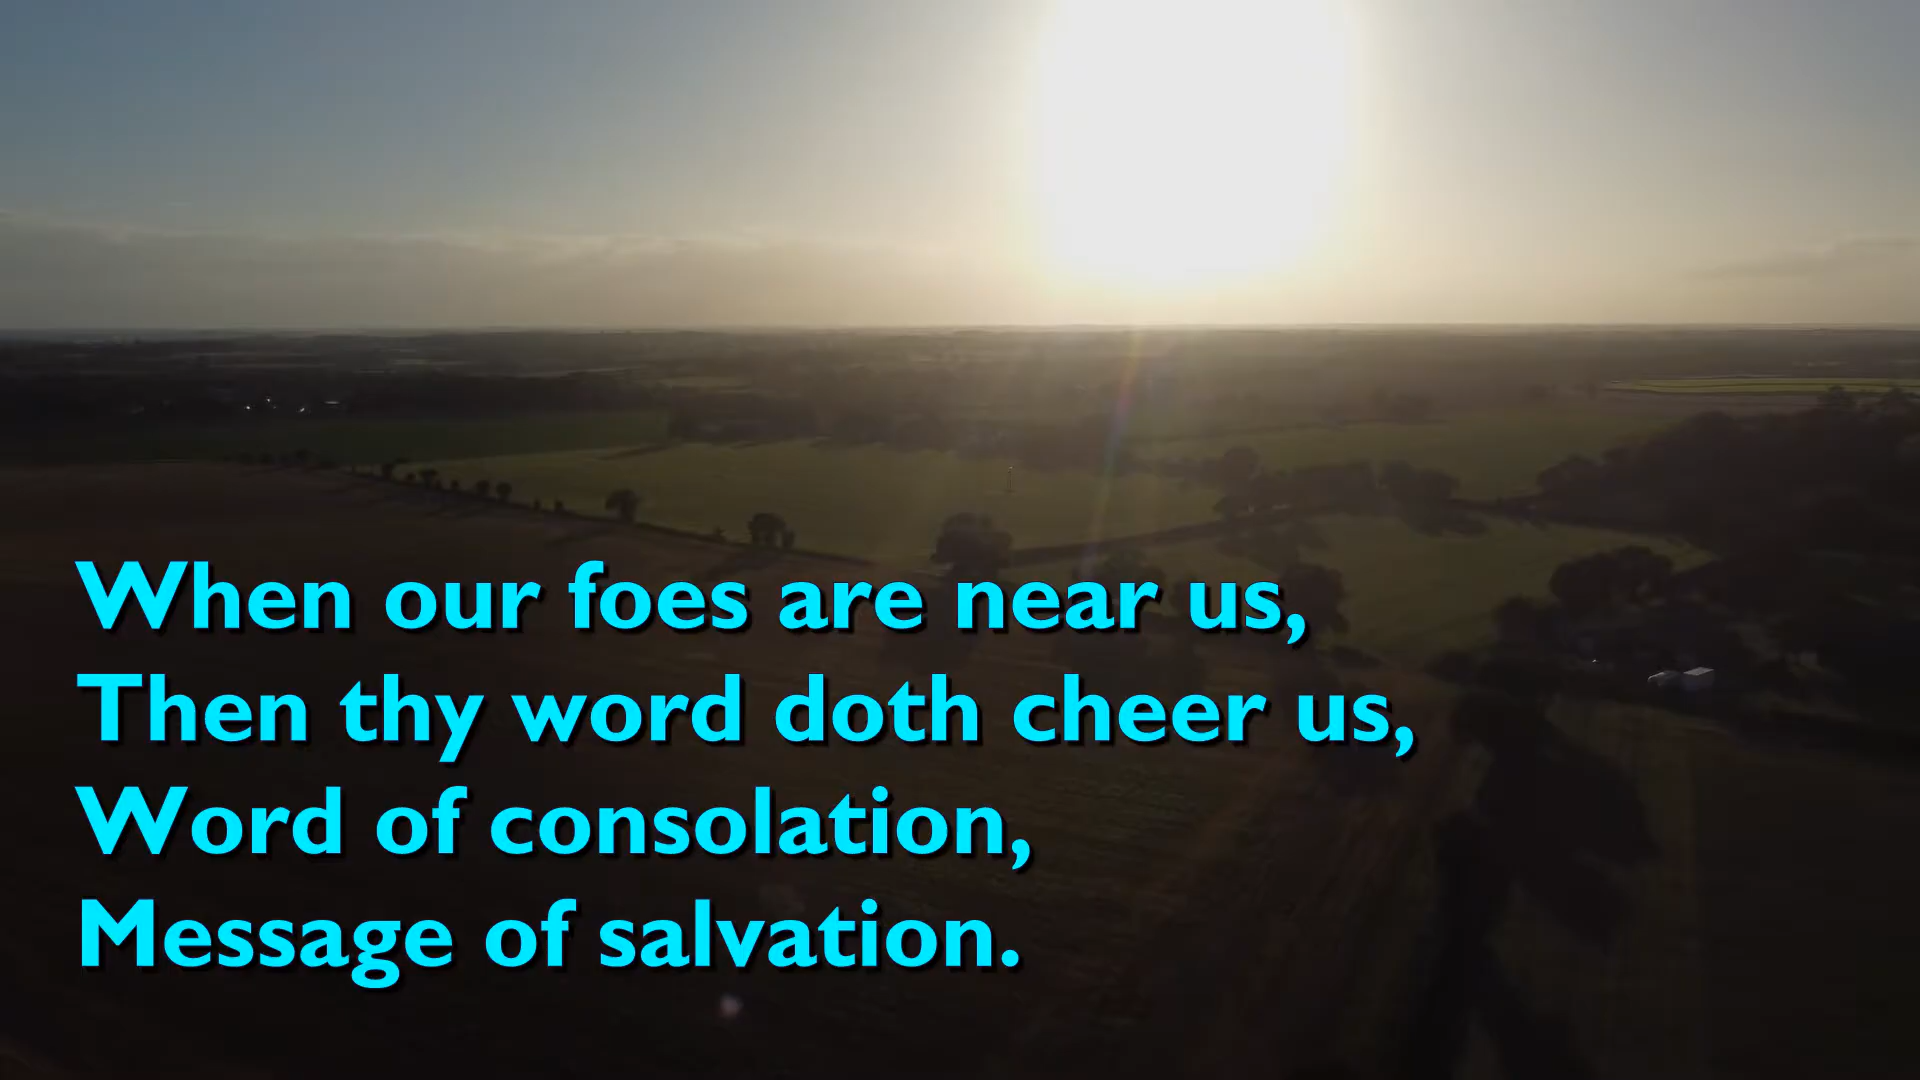 When our foes are near us,
Then thy word doth cheer us,
Word of consolation,
Message of salvation.